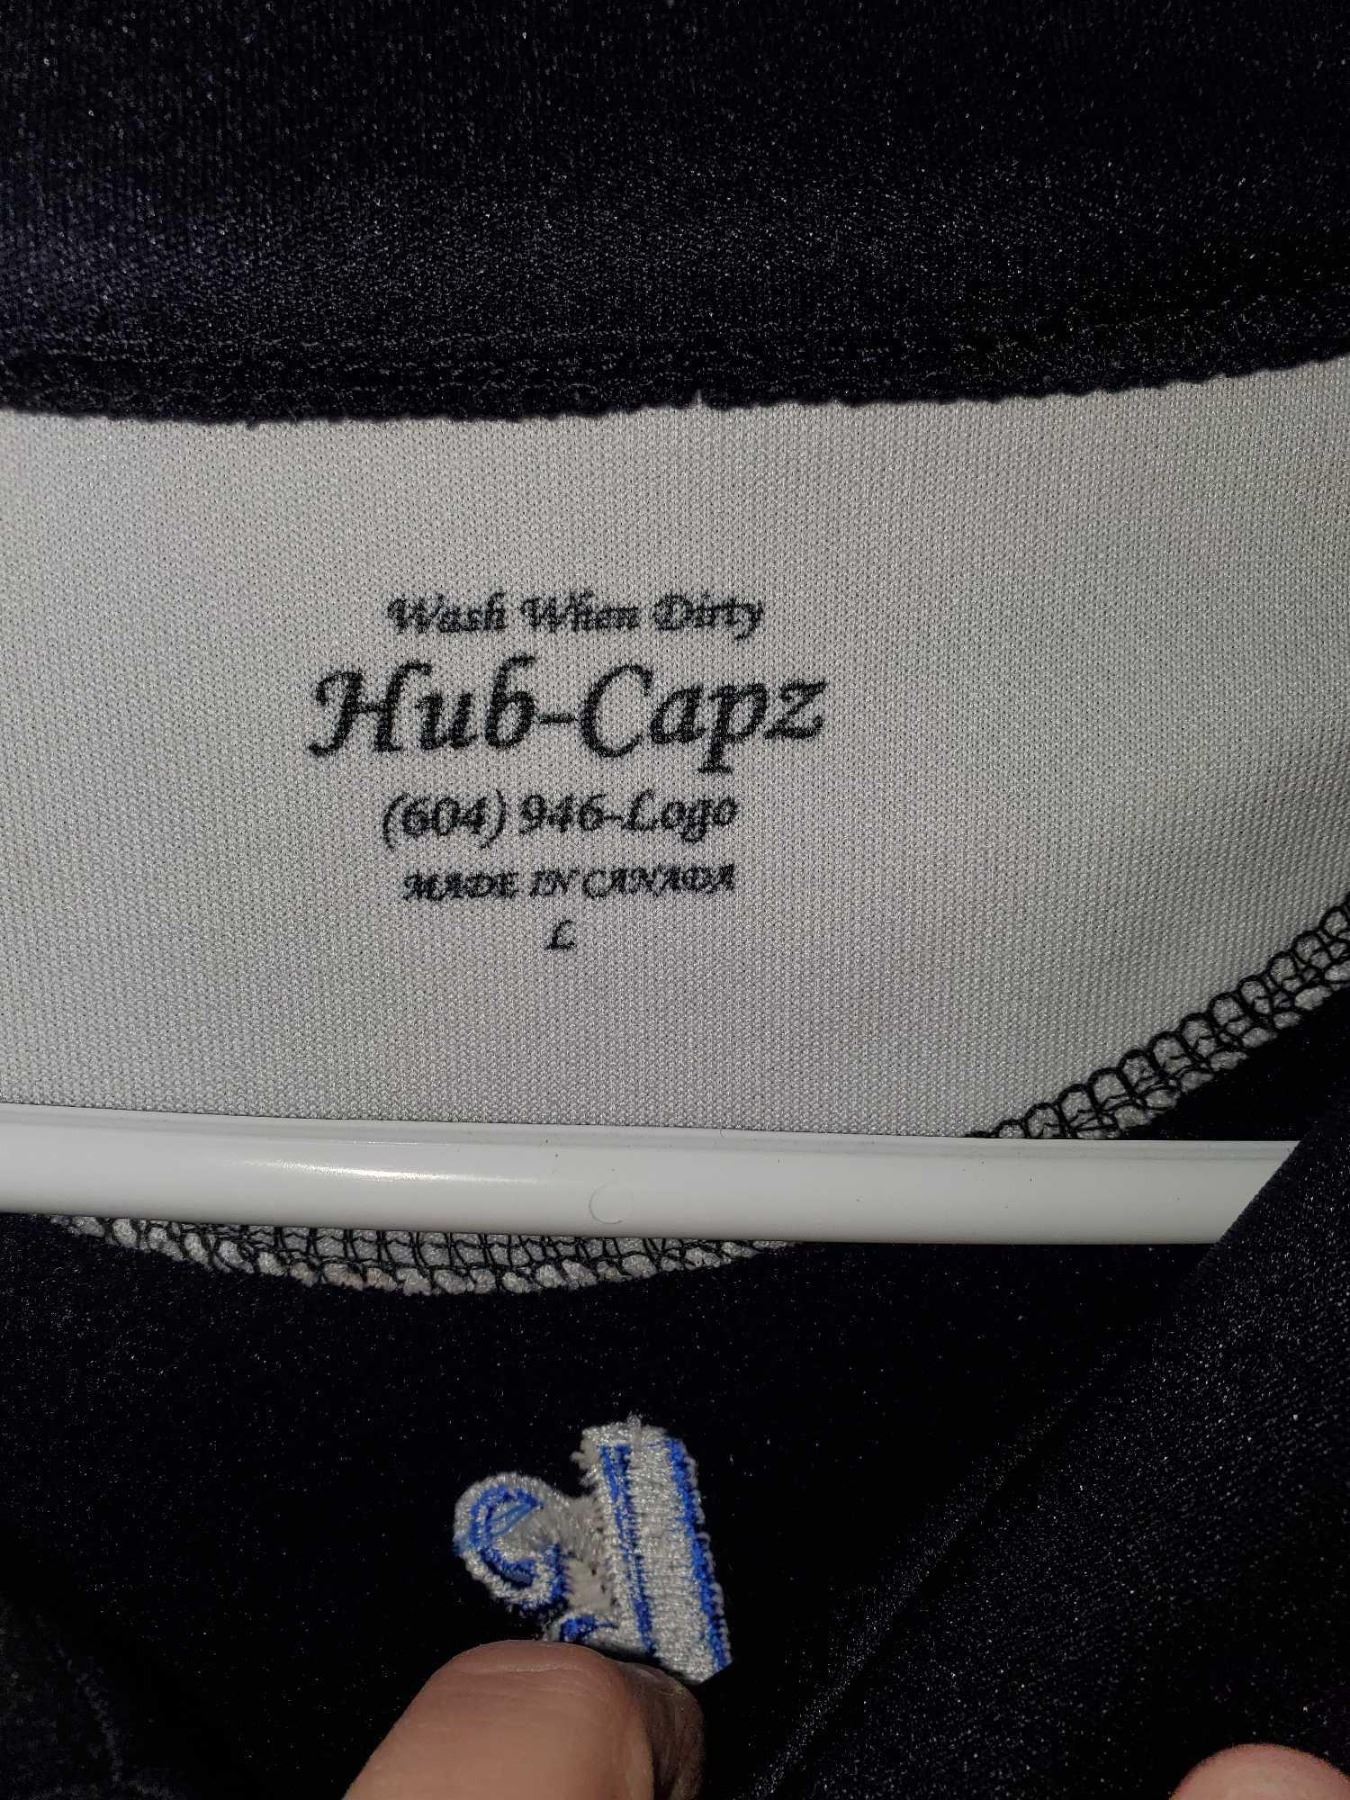 Wash When Dirty
Hub-Capz
(604) 946-Logo
MADE IN CANADA
L